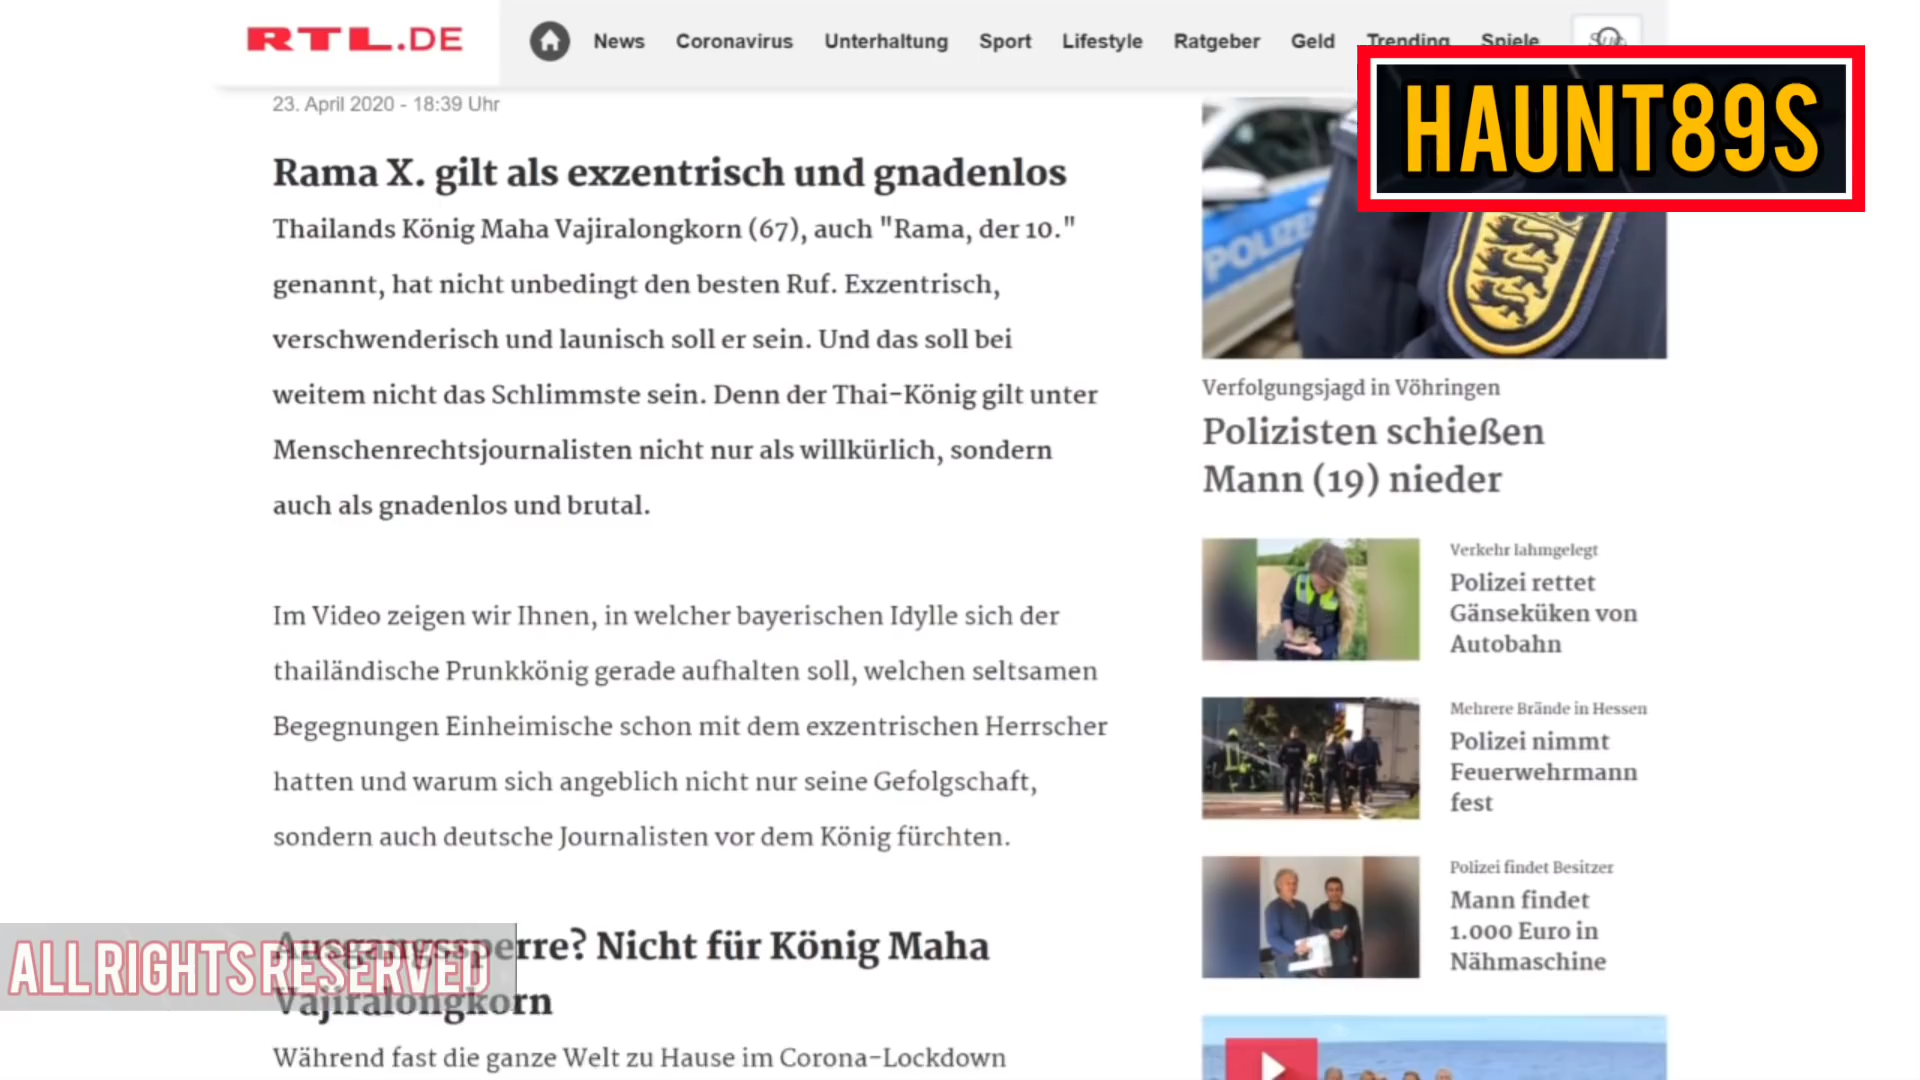 RTL.DE
News Coronavirus Unterhaltung Sport Lifestyle Ratgeber Geld Trending Spiele
HAUNT89S
23. April 2020 - 18:39 Uhr
Rama X. gilt als exzentrisch und gnadenlos
Thailands König Maha Vajiralongkorn (67), auch "Rama, der 10."
genannt, hat nicht unbedingt den besten Ruf. Exzentrisch,
verschwenderisch und launisch soll er sein. Und das soll bei
weitem nicht das Schlimmste sein. Denn der Thai-König gilt unter
Menschenrechtsjournalisten nicht nur als willkürlich, sondern
auch als gnadenlos und brutal.
Im Video zeigen wir Ihnen, in welcher bayerischen Idylle sich der
thailändische Prunkkönig gerade aufhalten soll, welchen seltsamen
Begegnungen Einheimische schon mit dem exzentrischen Herrscher
hatten und warum sich angeblich nicht nur seine Gefolgschaft,
sondern auch deutsche Journalisten vor dem König fürchten.
Ausgangssperre? Nicht für König Maha
Vajiralongkorn
Während fast die ganze Welt zu Hause im Corona-Lockdown
ALL RIGHTS RESERVED
POLIZEI
Verfolgungsjagd in Vöhringen
Polizisten schießen
Mann (19) nieder
Verkehr lahmgelegt
Polizei rettet
Gänseküken von
Autobahn
Mehrere Brände in Hessen
Polizei nimmt
Feuerwehrmann
fest
Polizei findet Besitzer
Mann findet
1.000 Euro in
Nähmaschine